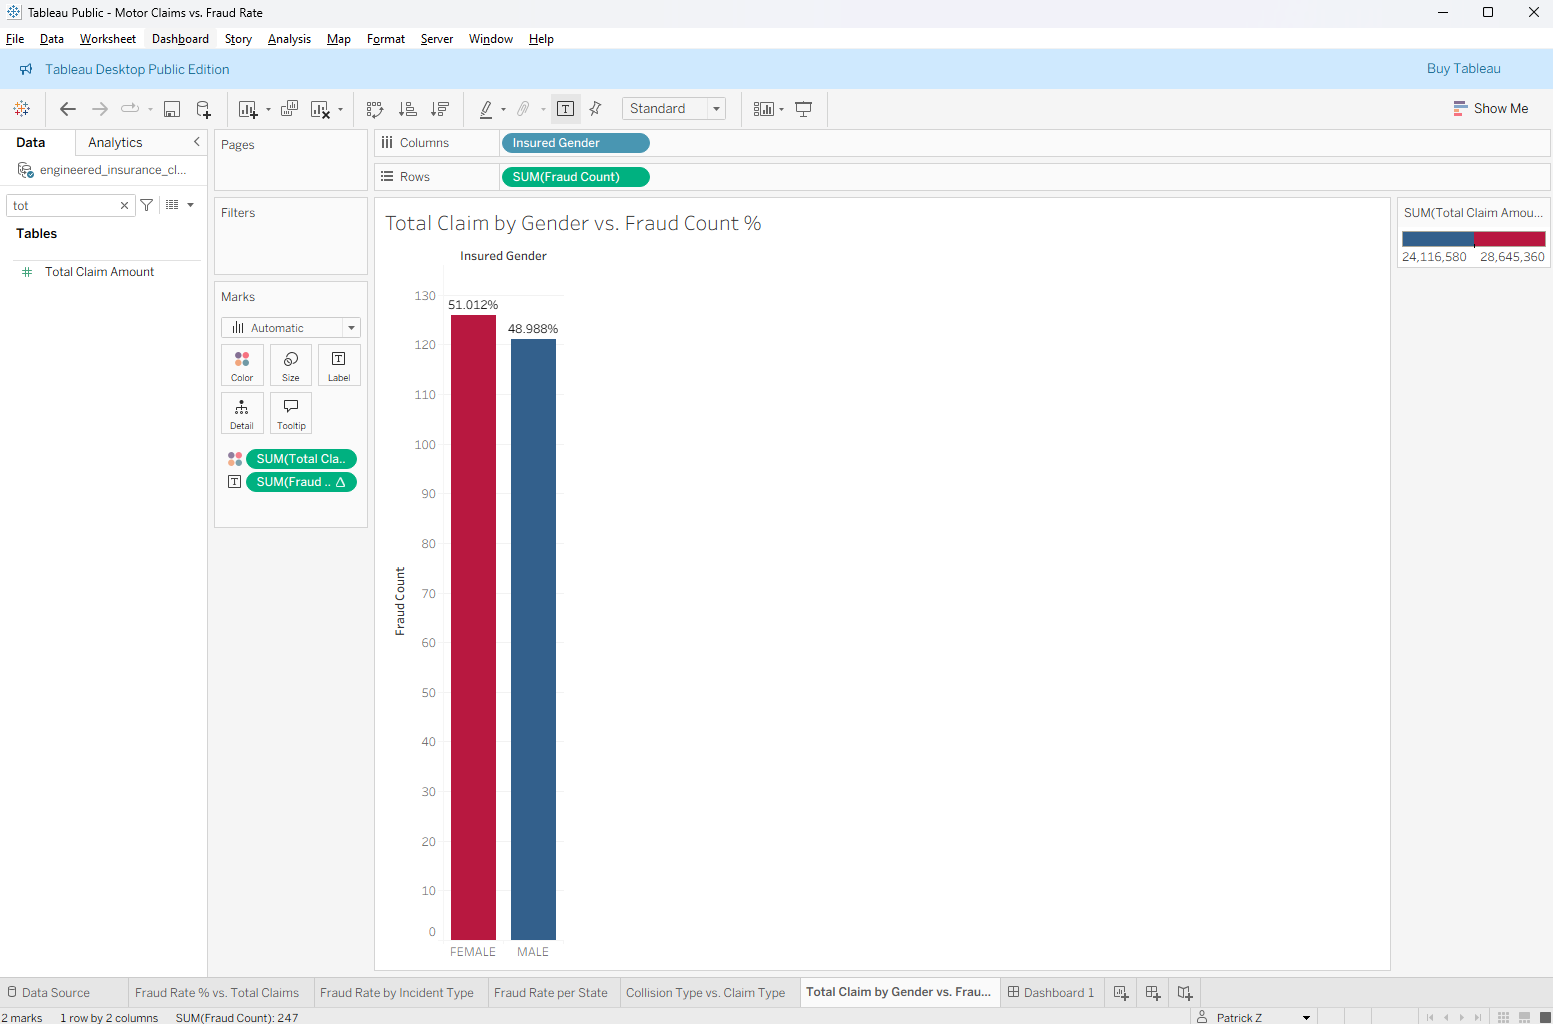 Tableau Public - Motor Claims vs. Fraud Rate
File Data Worksheet Dashboard Story Analysis Map Format Server Window Help
Tableau Desktop Public Edition
Buy Tableau
Standard
Show Me
Data
Analytics
engineered_insurance_cl...
tot
Tables
Total Claim Amount
Pages
Filters
Marks
Automatic
Color Size Label
Detail Tooltip
SUM(Total Cla..
SUM(Fraud ..
Columns
Insured Gender
Rows
SUM(Fraud Count)
Total Claim by Gender vs. Fraud Count %
Insured Gender
130
120
110
100
90
80
70
60
50
40
30
20
10
0
Fraud Count
51.012%
48.988%
FEMALE MALE
SUM(Total Claim Amou...
24,116,580 28,645,360
Data Source
Fraud Rate % vs. Total Claims
Fraud Rate by Incident Type
Fraud Rate per State
Collision Type vs. Claim Type
Total Claim by Gender vs. Frau...
Dashboard 1
2 marks 1 row by 2 columns SUM(Fraud Count): 247
Patrick Z